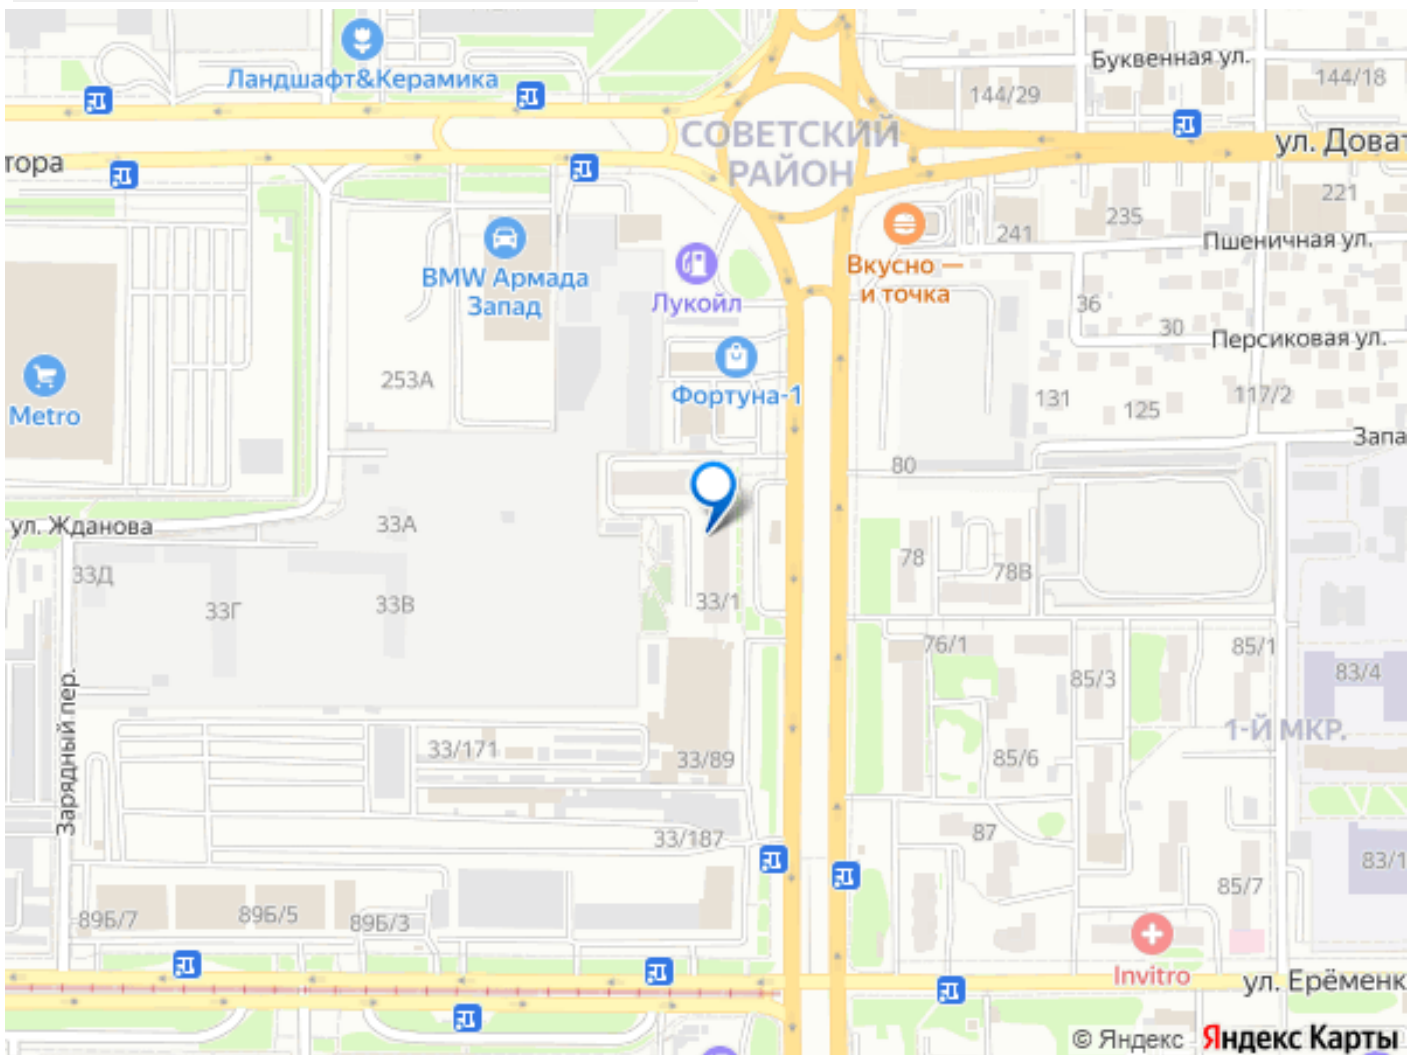 Буквенная ул.
Ландшафт&Керамика
144/18
144/29
СОВЕТСКИЙ
РАЙОН
ул. Доват
тора
221
235
241
Пшеничная ул.
BMW Армада
Запад
Лукойл
Вкусно —
и точка
36
30
Персиковая ул.
253А
Фортуна-1
Metro
131
125
117/2
Запа
80
ул. Жданова
33А
78
78В
33Д
33Г
33В
33/1
76/1
85/1
85/3
83/4
Зарядный пер.
1-Й МКР.
33/171
33/89
85/6
33/187
87
83/1
85/7
89Б/7
89Б/5
89Б/3
Invitro
ул. Ерёменк
© Яндекс Яндекс Карты